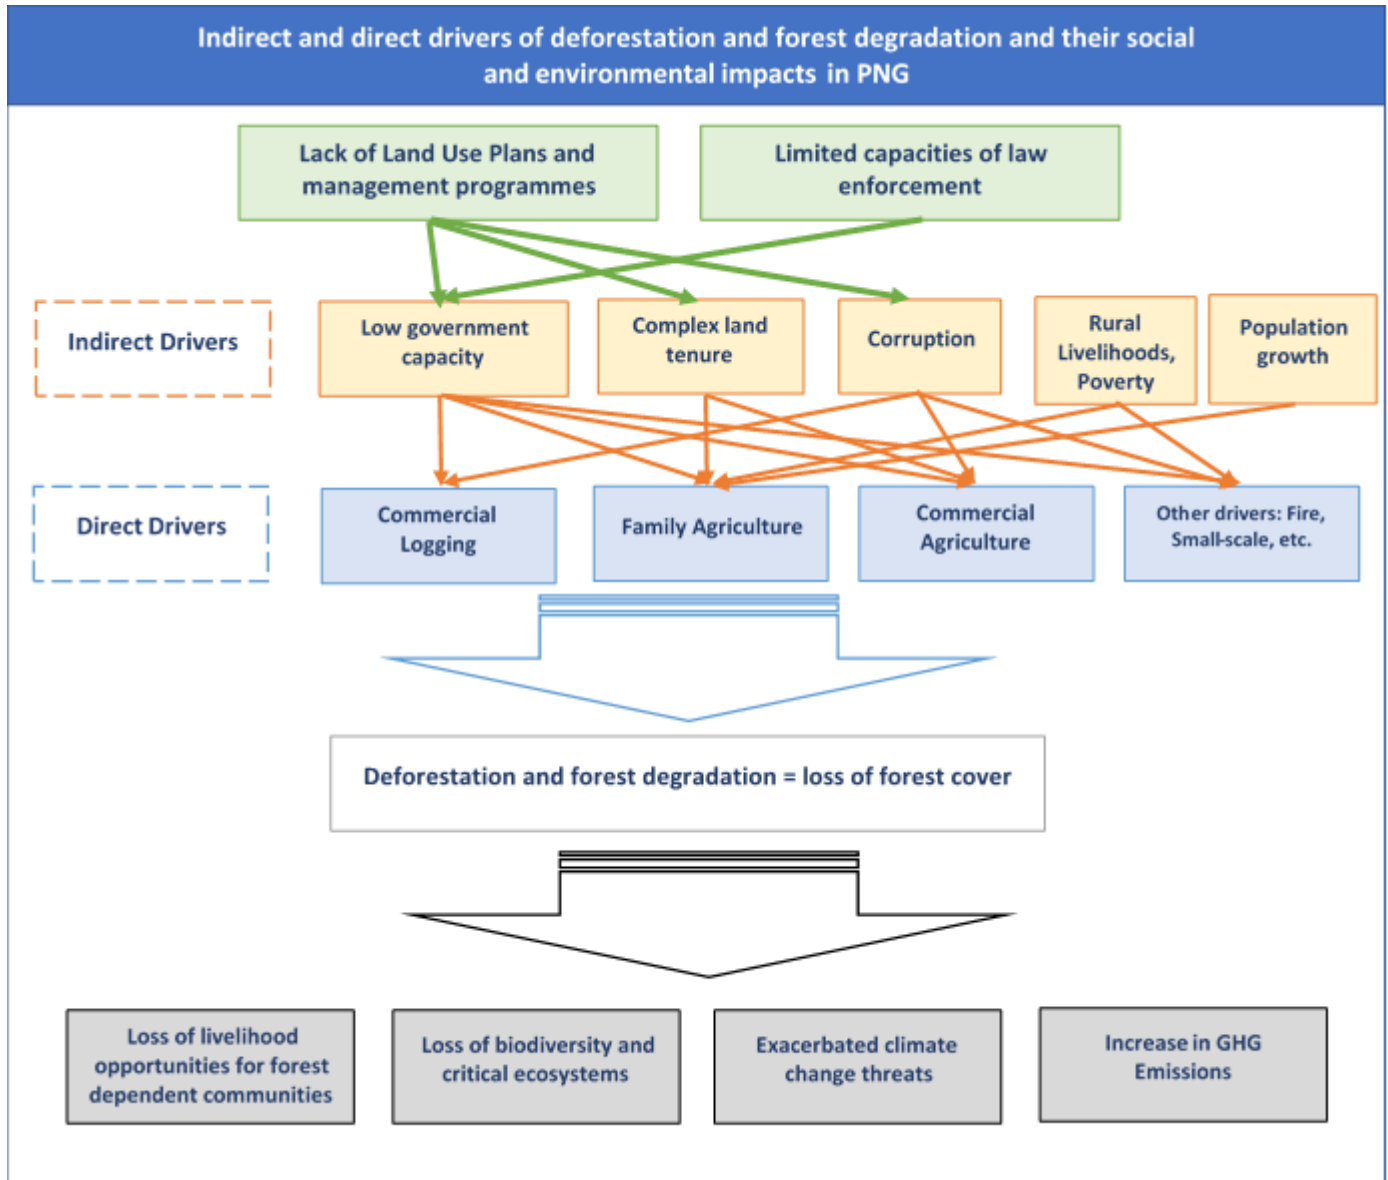 Indirect and direct drivers of deforestation and forest degradation and their social
and environmental impacts in PNG
Lack of Land Use Plans and
management programmes
Limited capacities of law
enforcement
Indirect Drivers
Low government
capacity
Complex land
tenure
Corruption
Rural
Livelihoods,
Poverty
Population
growth
Direct Drivers
Commercial
Logging
Family Agriculture
Commercial
Agriculture
Other drivers: Fire,
Small-scale, etc.
Deforestation and forest degradation = loss of forest cover
Loss of livelihood
opportunities for forest
dependent communities
Loss of biodiversity and
critical ecosystems
Exacerbated climate
change threats
Increase in GHG
Emissions